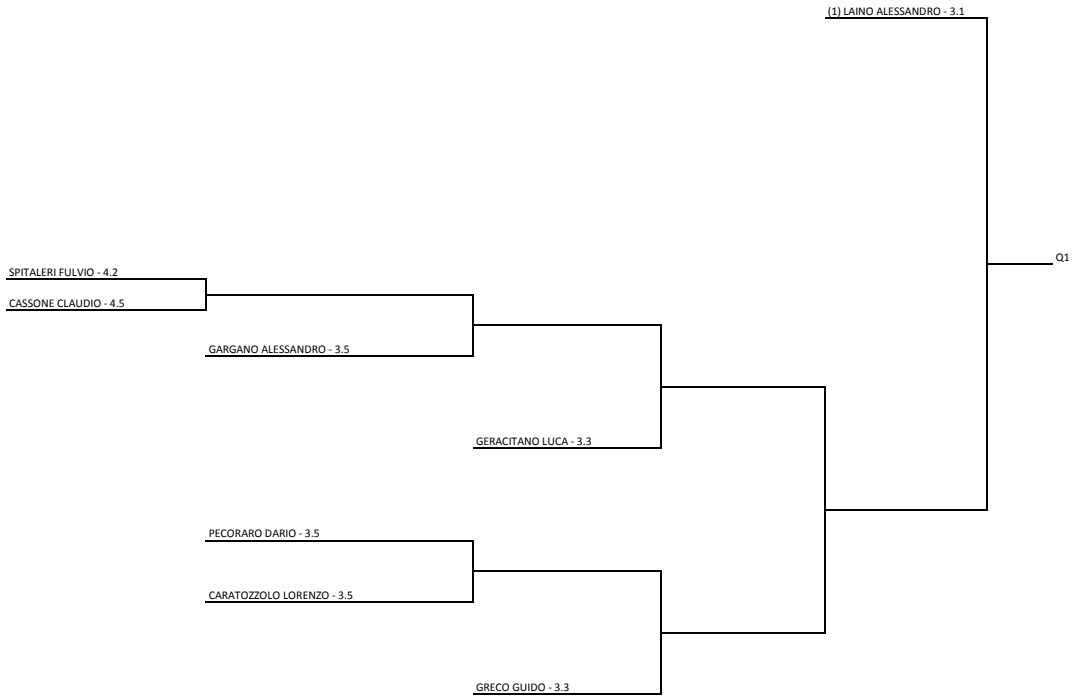 (1) LAINO ALESSANDRO - 3.1
Q1
SPITALERI FULVIO - 4.2
CASSONE CLAUDIO - 4.5
GARGANO ALESSANDRO - 3.5
GERACITANO LUCA - 3.3
PECORARO DARIO - 3.5
CARATOZZOLO LORENZO - 3.5
GRECO GUIDO - 3.3